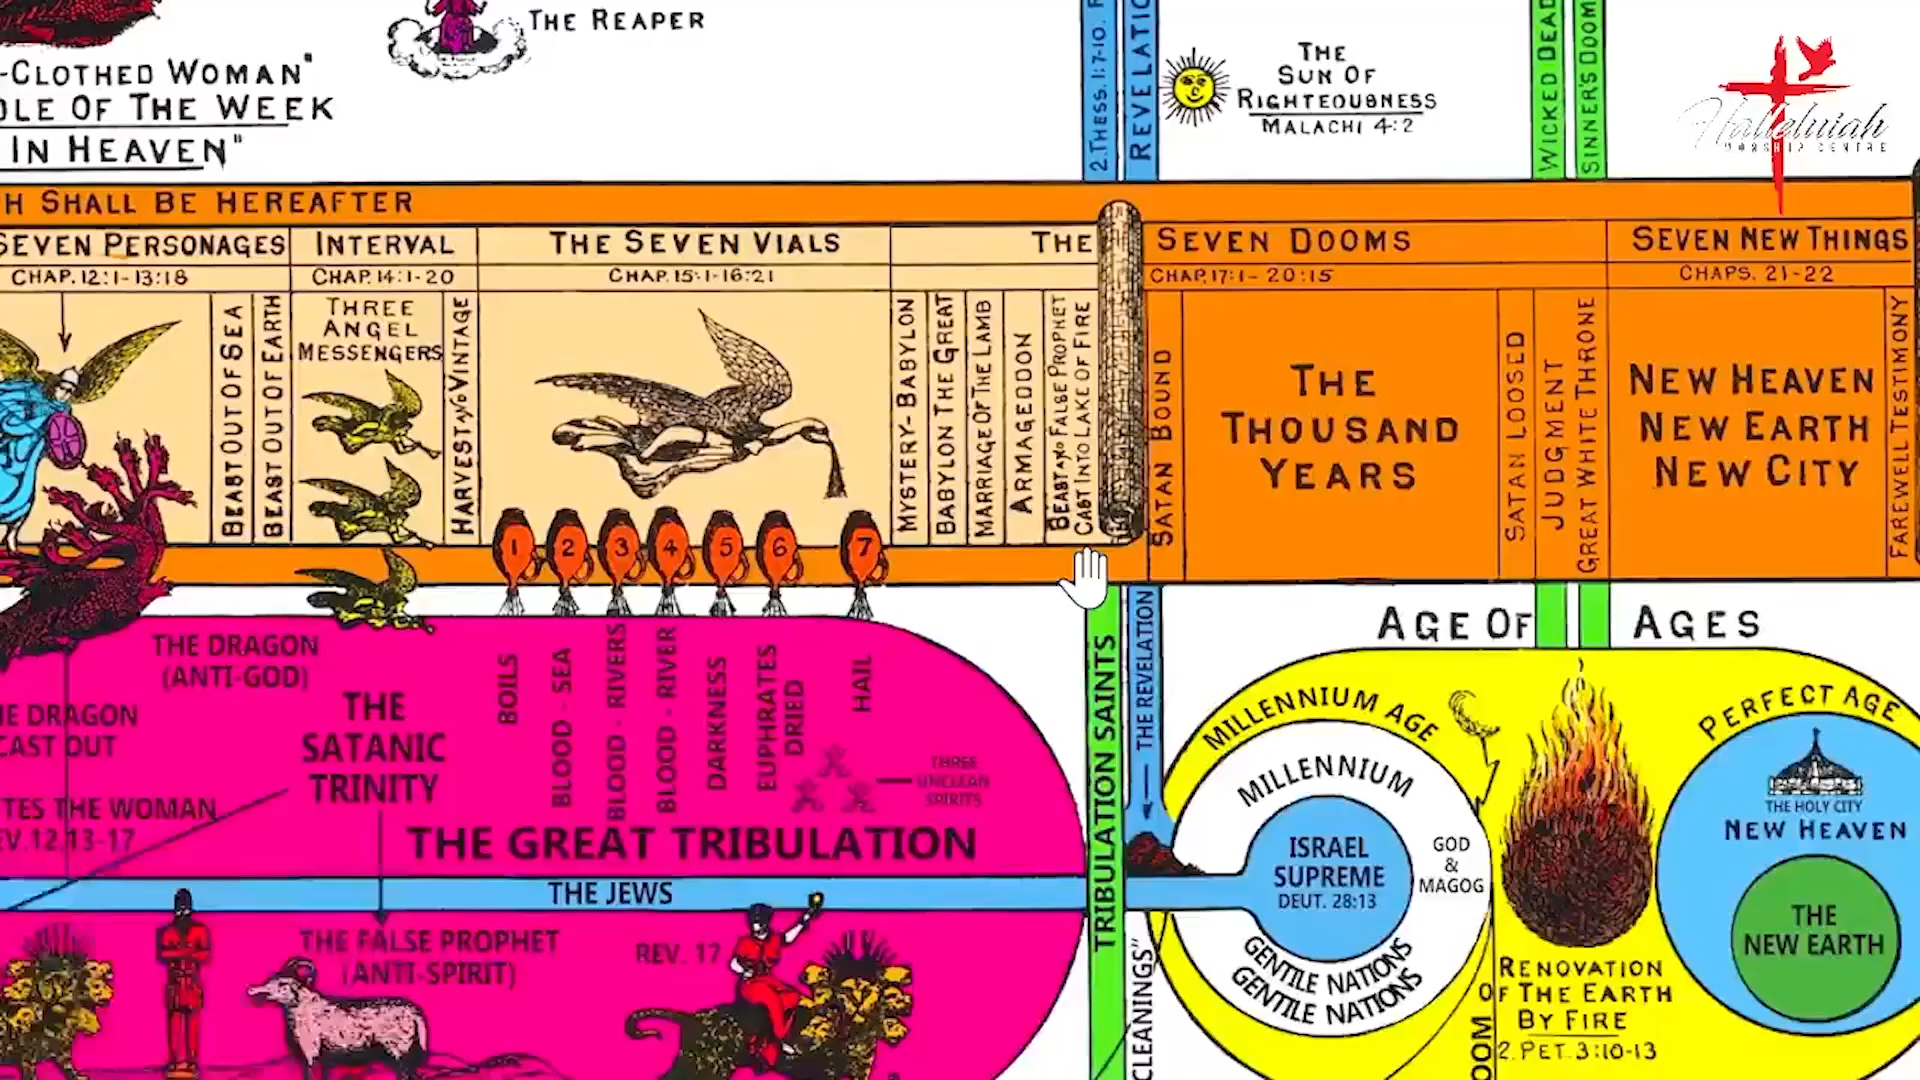 THE REAPER
-CLOTHED WOMAN"
OF THE WEEK
IN HEAVEN"
2.THESS. 1:7-10.
THE
SUN OF
RIGHTEOUSNESS
MALACHI 4:2
WICKED DEAD
SINNER'S DOOM
Halleluiah
WORSHIP CENTRE
H SHALL BE HEREAFTER
SEVEN PERSONAGES
INTERVAL
THE SEVEN VIALS
THE
SEVEN DOOMS
SEVEN NEW THINGS
CHAP. 12:1-13:18
CHAP. 14:1-20
CHAP. 15:1-16:21
CHAP. 17:1-20:15
CHAPS. 21-22
BEAST OUT OF SEA
BEAST OUT OF EARTH
THREE
ANGEL
MESSENGERS
HARVEST AND VINTAGE
MYSTERY-BABYLON
BABYLON THE GREAT
MARRIAGE OF THE LAMB
ARMAGEDDON
BEAST AND FALSE PROPHET
CAST INTO LAKE OF FIRE
SATAN BOUND
THE
THOUSAND
YEARS
SATAN LOOSED
JUDGMENT
GREAT WHITE THRONE
NEW HEAVEN
NEW EARTH
NEW CITY
FAREWELL TESTIMONY
1 2 3 4 5 6 7
THE DRAGON
(ANTI-GOD)
DRAGON
CAST OUT
THE
SATANIC
TRINITY
BOILS
BLOOD - SEA
BLOOD - RIVERS
BLOOD - RIVER
DARKNESS
EUPHRATES
DRIED
HAIL
THREE
UNCLEAN
SPIRITS
TES THE WOMAN
EV.12,13-17
THE GREAT TRIBULATION
THE JEWS
THE FALSE PROPHET
(ANTI-SPIRIT)
REV. 17
TRIBULATION SAINTS
THE REVELATION
CLEANINGS"
AGE OF AGES
MILLENNIUM AGE
MILLENNIUM
ISRAEL
SUPREME
DEUT. 28:13
GOD
&
MAGOG
GENTILE NATIONS
GENTILE NATIONS
RENOVATION
OF THE EARTH
BY FIRE
2. PET. 3:10-13
PERFECT AGE
THE HOLY CITY
NEW HEAVEN
THE
NEW EARTH